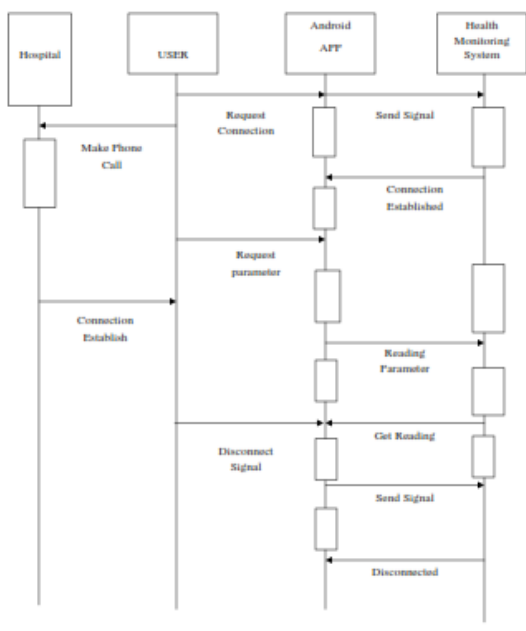 Hospital
USER
Android
APP
Health
Monitoring
System
Request
Connection
Send Signal
Make Phone
Call
Connection
Established
Request
parameter
Connection
Establish
Reading
Parameter
Get Reading
Disconnect
Signal
Send Signal
Disconnected